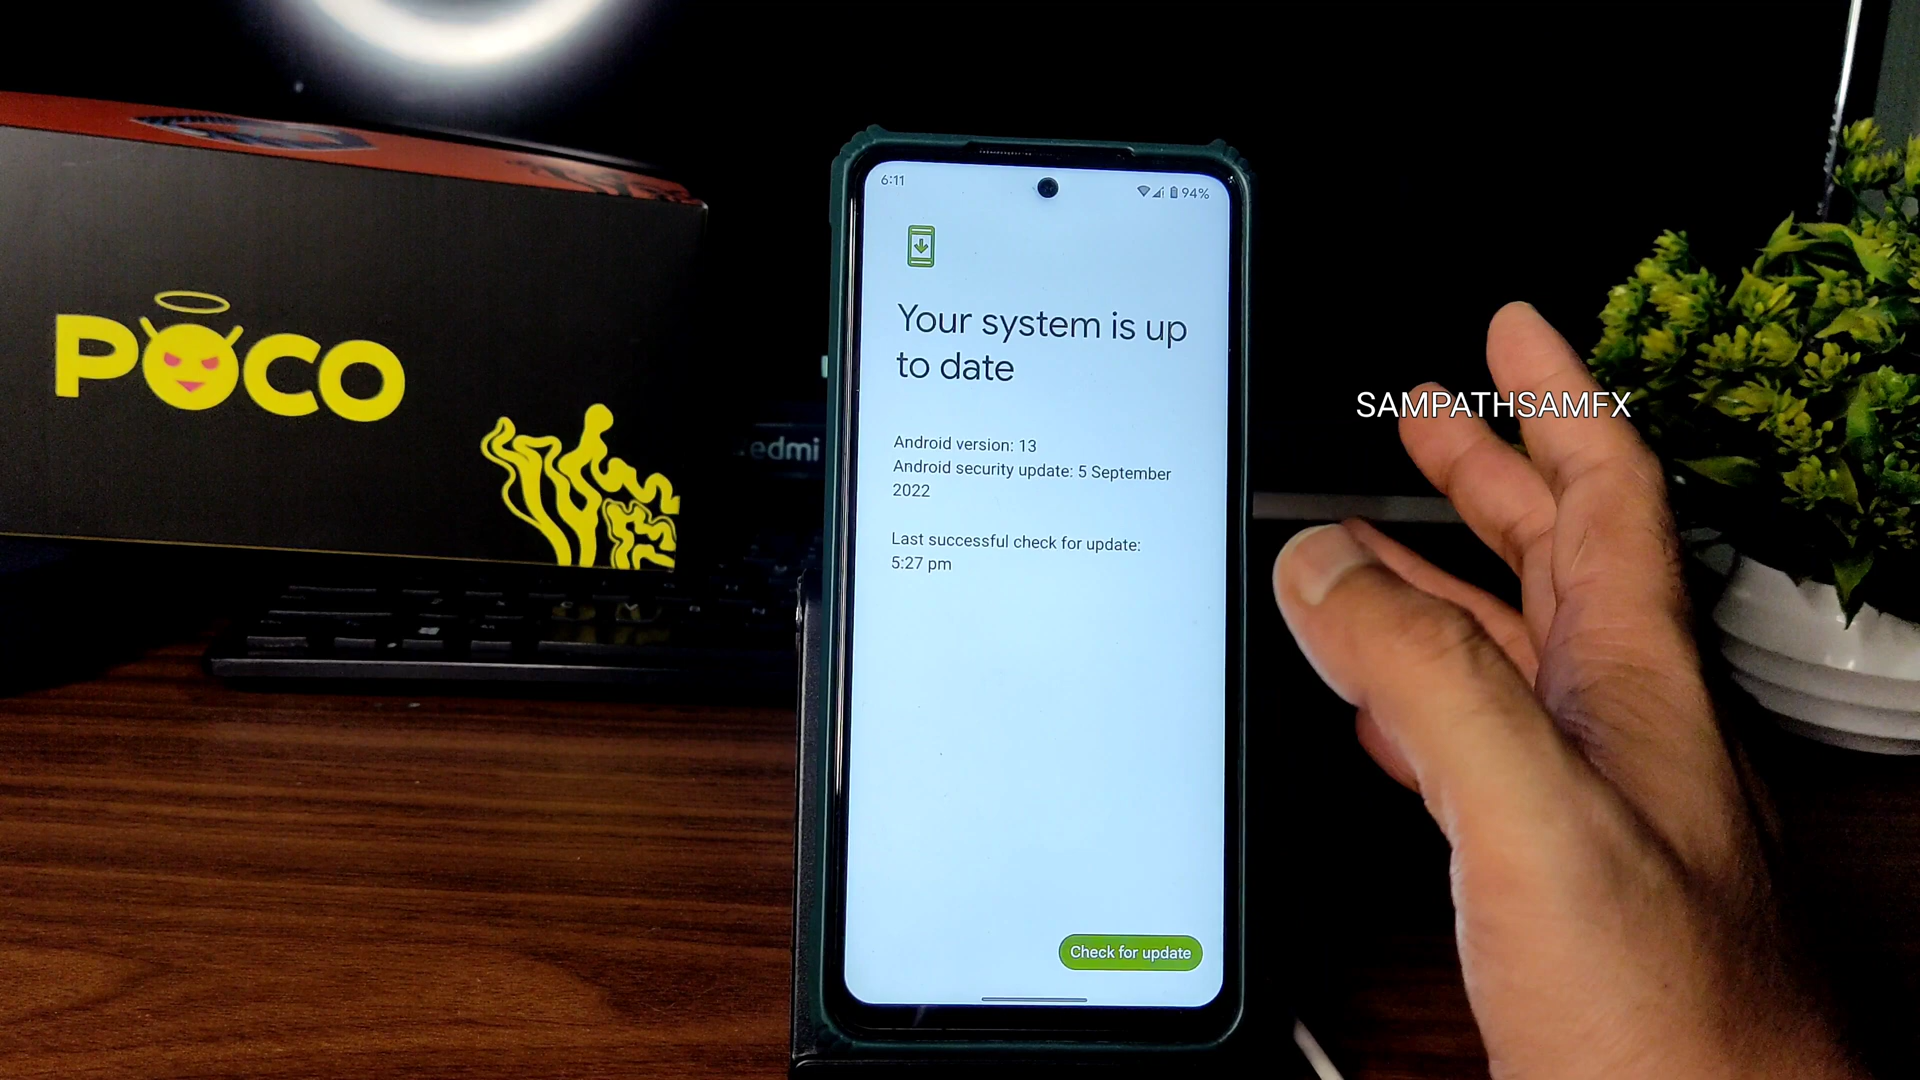 POCO
edmi
6:11
94%
Your system is up
to date
Android version: 13
Android security update: 5 September
2022
Last successful check for update:
5:27 pm
Check for update
SAMPATHSAMFX